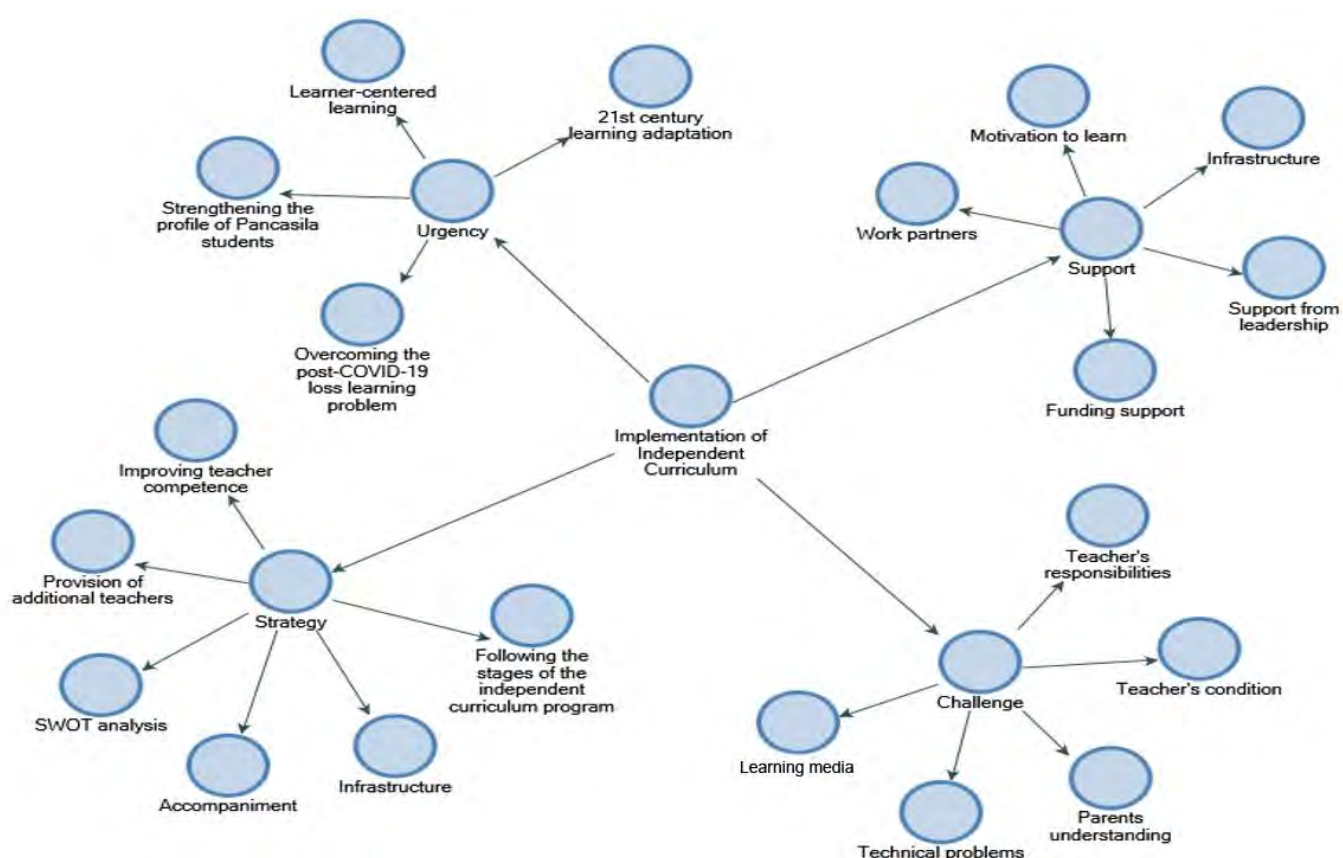 Learner-centered
learning
21st century
learning adaptation
Strengthening the
profile of Pancasila
students
Urgency
Overcoming the
post-COVID-19
loss learning
problem
Motivation to learn
Infrastructure
Work partners
Support
Support from
leadership
Funding support
Implementation of
Independent
Curriculum
Improving teacher
competence
Provision of
additional teachers
Strategy
Following the
stages of the
independent
curriculum program
SWOT analysis
Accompaniment
Infrastructure
Teacher's
responsibilities
Teacher's condition
Challenge
Learning media
Parents
understanding
Technical problems